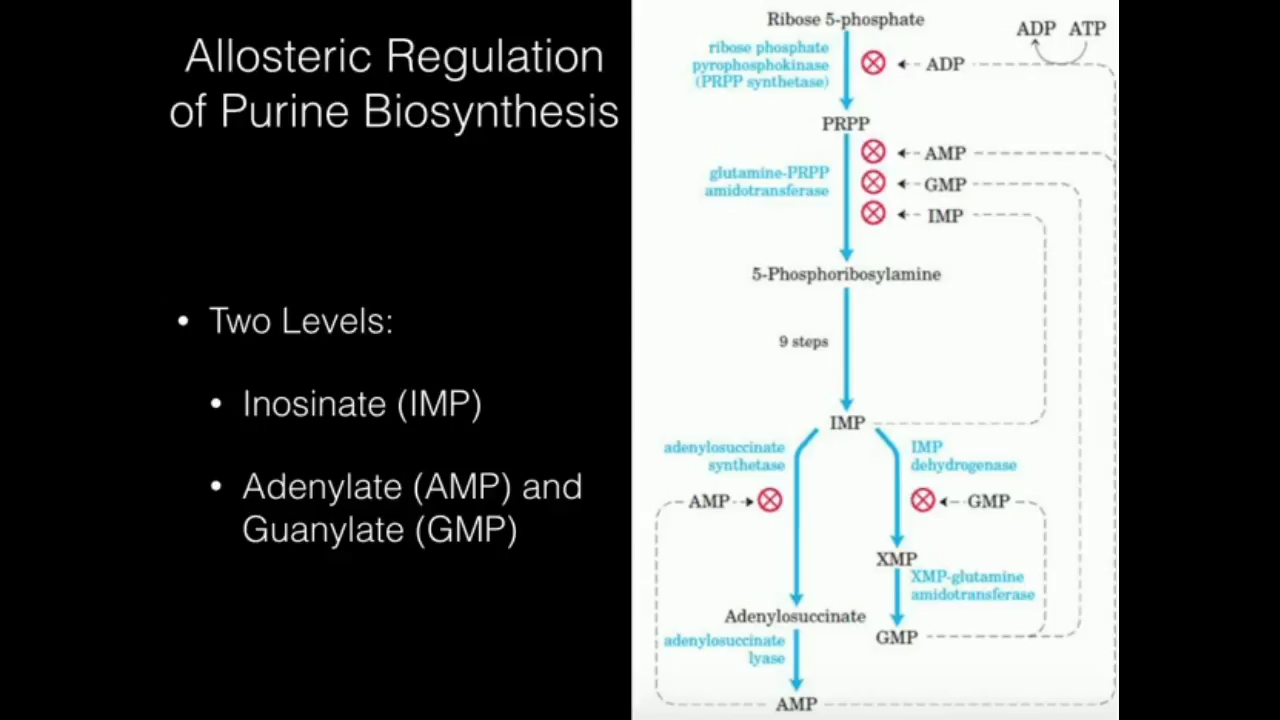 Allosteric Regulation
of Purine Biosynthesis
• Two Levels:
• Inosinate (IMP)
• Adenylate (AMP) and
Guanylate (GMP)
Ribose 5-phosphate
ADP ATP
ribose phosphate
pyrophosphokinase
(PRPP synthetase)
ADP
PRPP
AMP
glutamine-PRPP
amidotransferase
GMP
IMP
5-Phosphoribosylamine
9 steps
IMP
adenylosuccinate
synthetase
IMP
dehydrogenase
AMP
GMP
XMP
XMP-glutamine
amidotransferase
Adenylosuccinate
GMP
adenylosuccinate
lyase
AMP